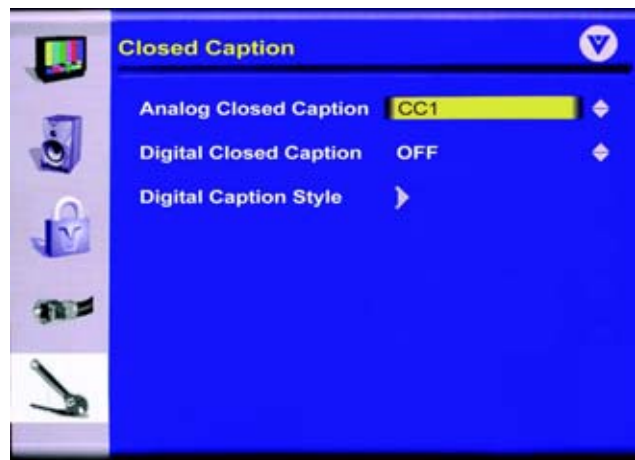 Closed Caption
Analog Closed Caption CC1
Digital Closed Caption OFF
Digital Caption Style